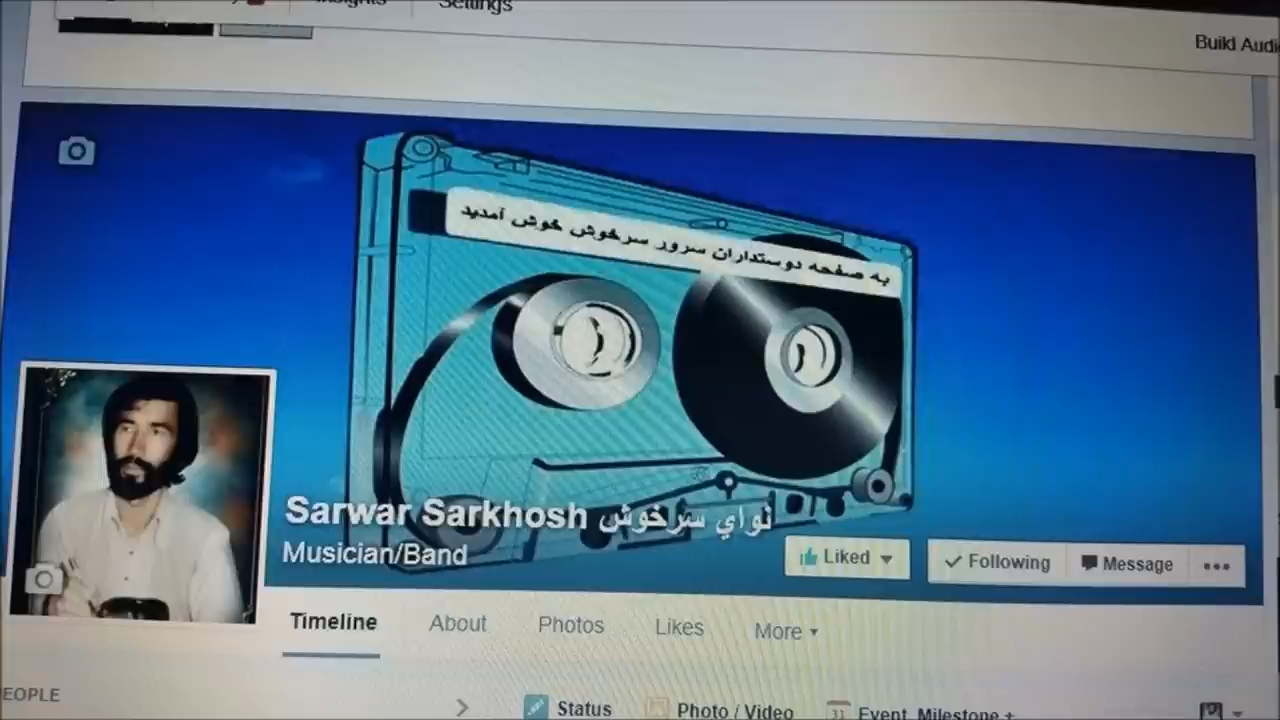 Insights
Settings
Build Audi
به صفحه دوستداران سرور سرخوش خوش آمدید
Sarwar Sarkhosh نواي سرخوش
Musician/Band
Liked
Following
Message
Timeline
About
Photos
Likes
More
EOPLE
Status
Photo / Video
Event, Milestone +